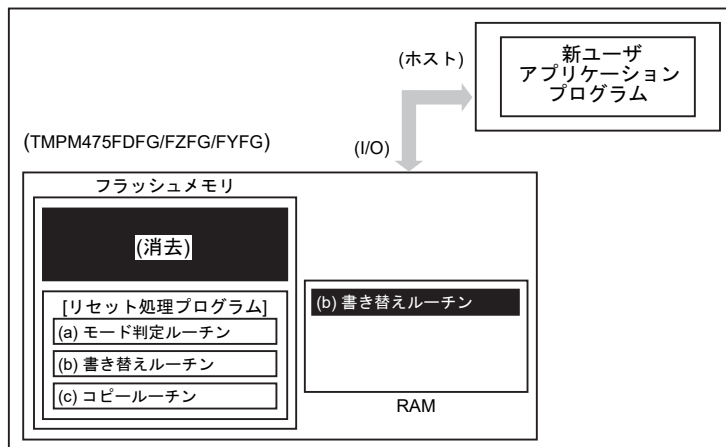 (ホスト)
新ユーザ
アプリケーション
プログラム
(TMPM475FDFG/FZFG/FYFG)
(I/O)
フラッシュメモリ
(消去)
[リセット処理プログラム]
(a) モード判定ルーチン
(b) 書き替えルーチン
(c) コピールーチン
(b) 書き替えルーチン
RAM